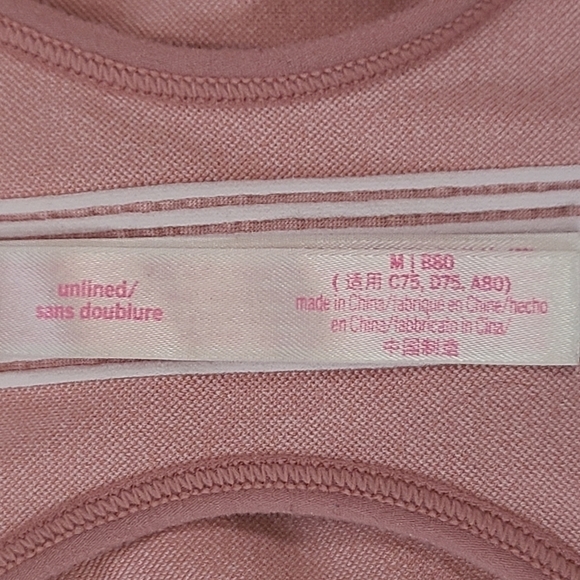 unlined/
sans doublure
M | B80
( 适用 C75, D75, A80)
made in China/fabriqué en Chine/hecho
en China/fabbricato in Cina/
中国制造